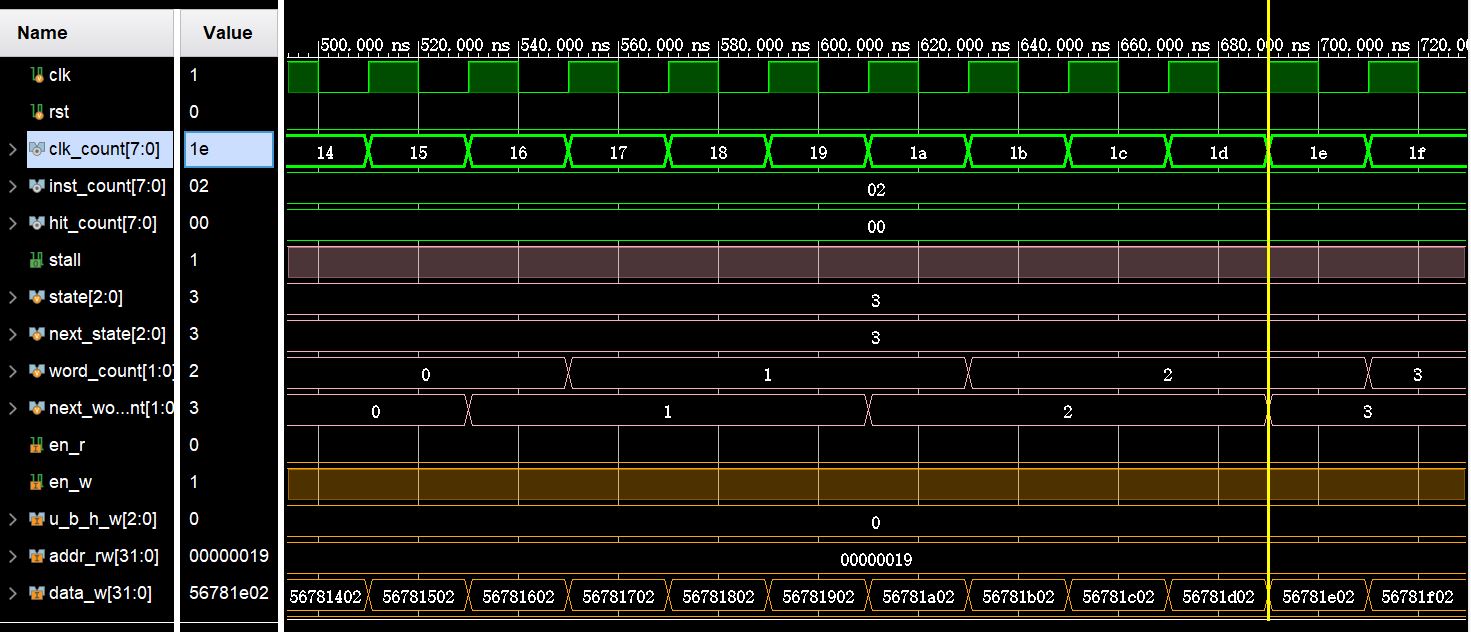 Name Value
500.000 ns 520.000 ns 540.000 ns 560.000 ns 580.000 ns 600.000 ns 620.000 ns 640.000 ns 660.000 ns 680.000 ns 700.000 ns 720.0
clk 1
rst 0
clk_count[7:0] 1e 14 15 16 17 18 19 1a 1b 1c 1d 1e 1f
inst_count[7:0] 02 02
hit_count[7:0] 00 00
stall 1
state[2:0] 3 3
next_state[2:0] 3 3
word_count[1:0] 2 0 1 2 3
next_wo...nt[1:0 3 0 1 2 3
en_r 0
en_w 1
u_b_h_w[2:0] 0 0
addr_rw[31:0] 00000019 00000019
data_w[31:0] 56781e02 56781402 56781502 56781602 56781702 56781802 56781902 56781a02 56781b02 56781c02 56781d02 56781e02 56781f02